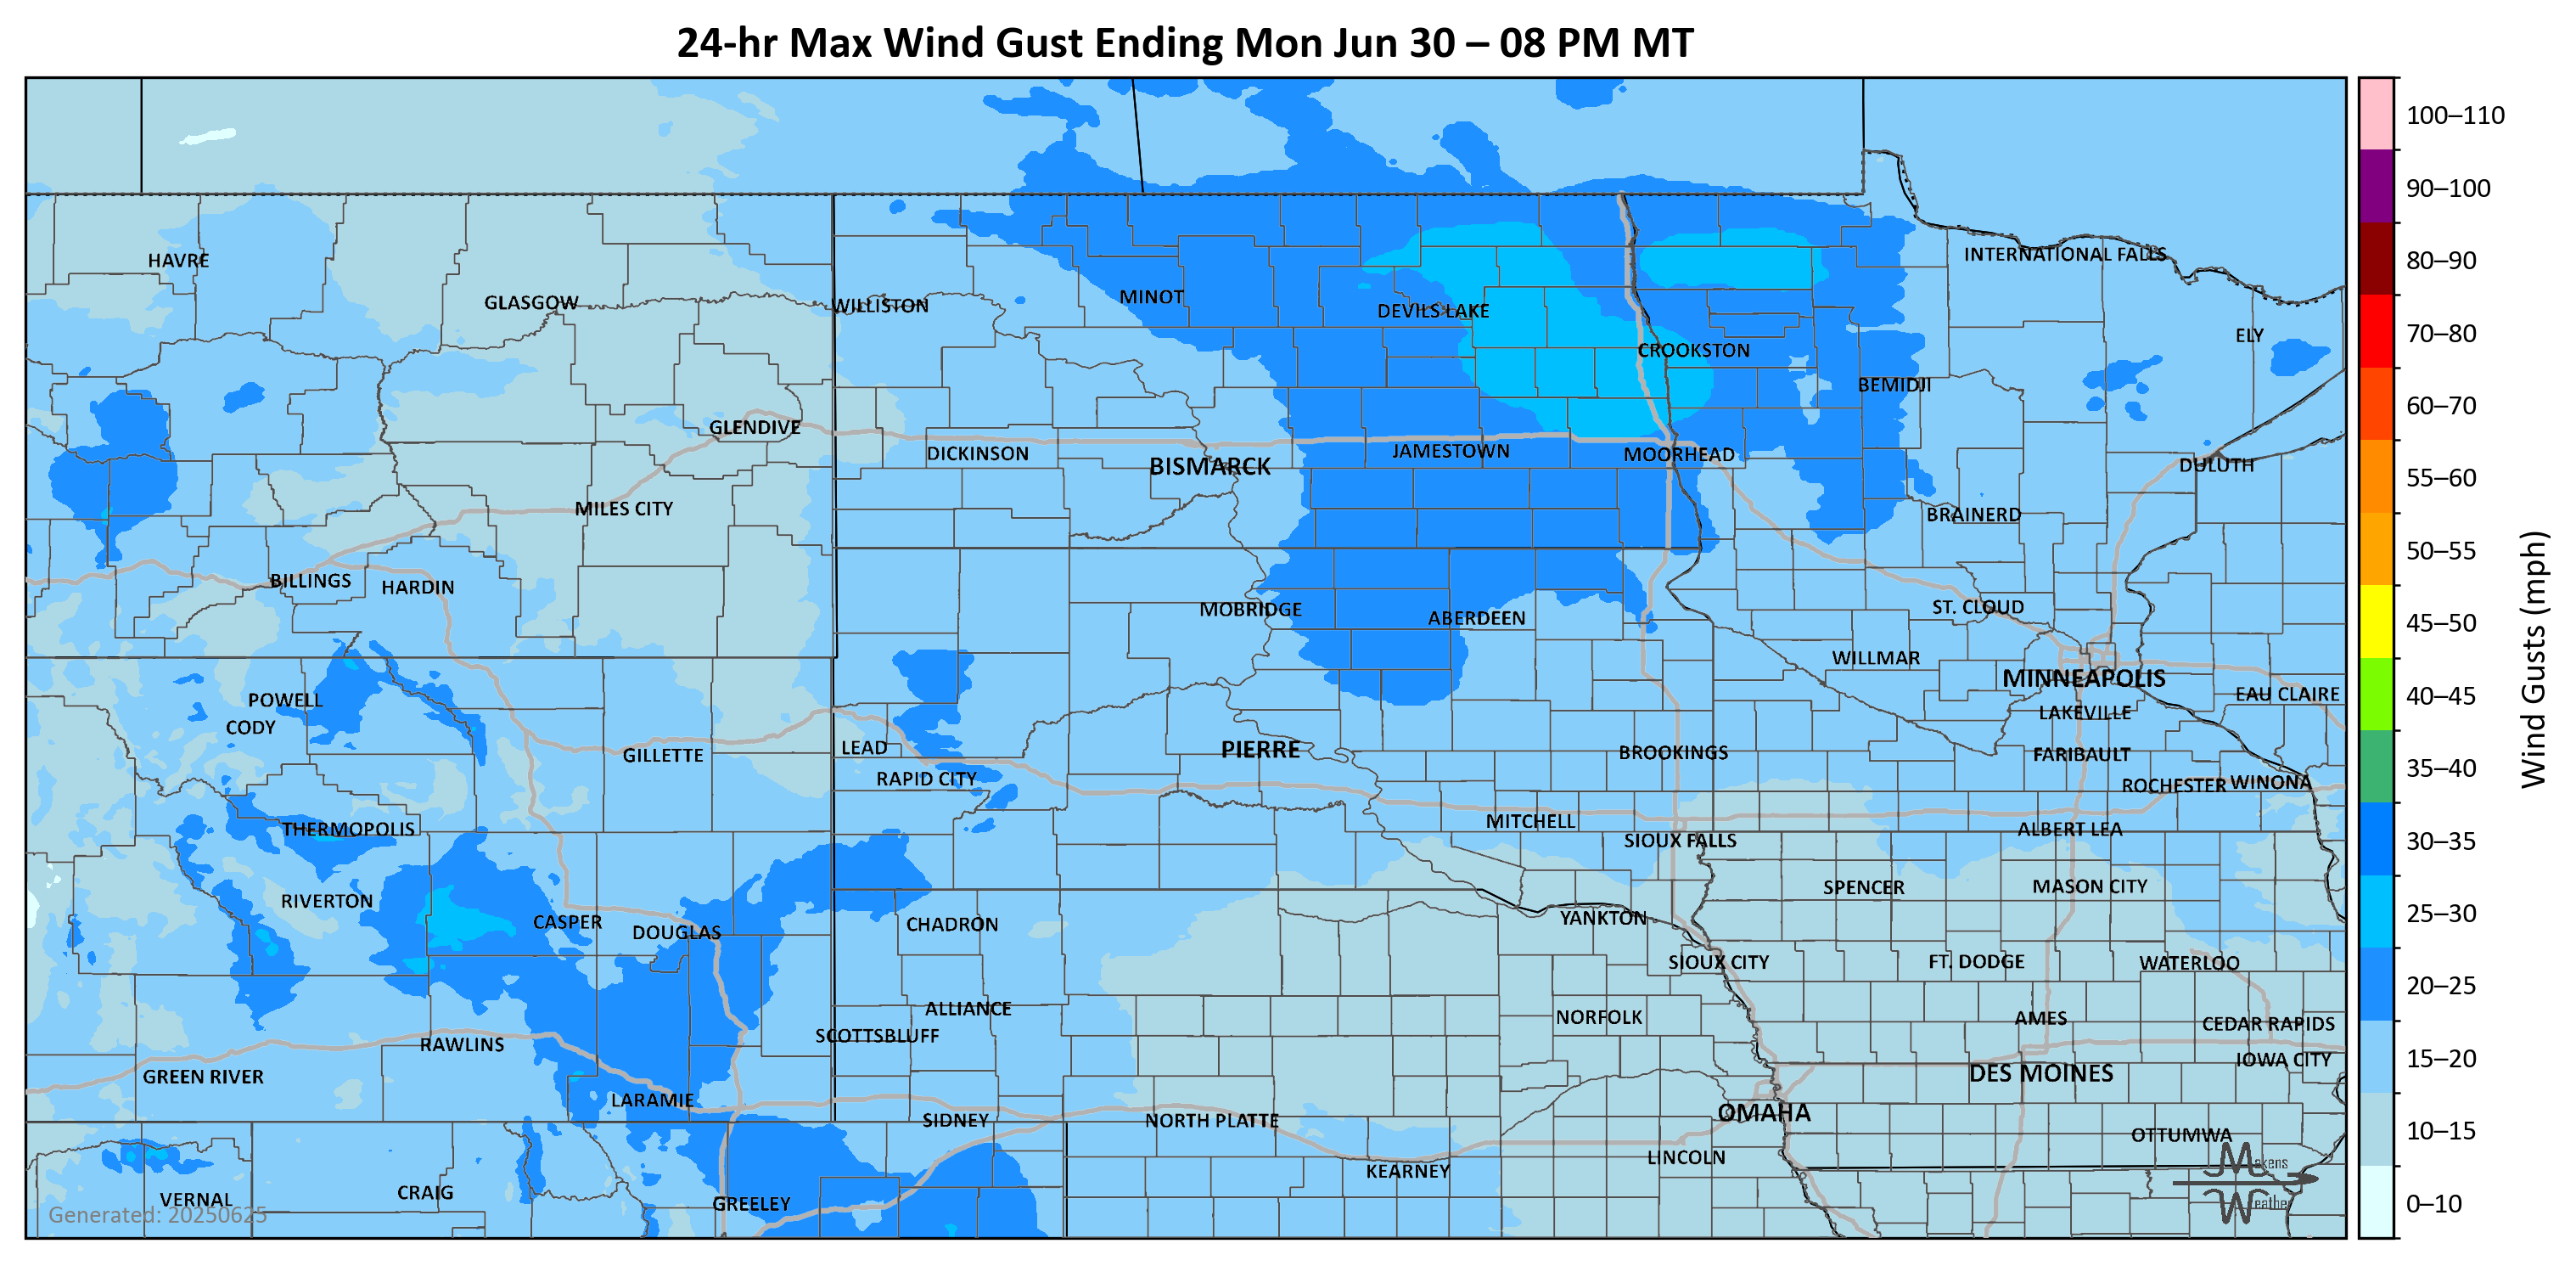 24-hr Max Wind Gust Ending Mon Jun 30 – 08 PM MT
100–110
90–100
80–90
70–80
60–70
55–60
50–55
45–50
40–45
35–40
30–35
25–30
20–25
15–20
10–15
0–10
Wind Gusts (mph)
HAVRE
INTERNATIONAL FALLS
GLASGOW
WILLISTON
MINOT
DEVILS LAKE
ELY
CROOKSTON
BEMIDJI
GLENDIVE
DICKINSON
BISMARCK
JAMESTOWN
MOORHEAD
DULUTH
MILES CITY
BRAINERD
BILLINGS
HARDIN
MOBRIDGE
ABERDEEN
ST. CLOUD
WILLMAR
MINNEAPOLIS
POWELL
EAU CLAIRE
CODY
LAKEVILLE
GILLETTE
LEAD
PIERRE
BROOKINGS
FARIBAULT
RAPID CITY
ROCHESTER
WINONA
THERMOPOLIS
MITCHELL
ALBERT LEA
SIOUX FALLS
RIVERTON
SPENCER
MASON CITY
CASPER
DOUGLAS
CHADRON
YANKTON
SIOUX CITY
FT. DODGE
WATERLOO
ALLIANCE
NORFOLK
AMES
CEDAR RAPIDS
RAWLINS
SCOTTSBLUFF
IOWA CITY
GREEN RIVER
DES MOINES
LARAMIE
SIDNEY
NORTH PLATTE
OMAHA
OTTUMWA
LINCOLN
KEARNEY
VERNAL
CRAIG
GREELEY
Generated: 20250625
Makens
Weather